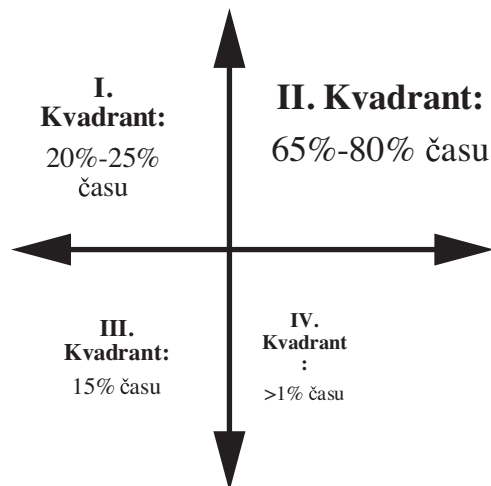 I.
Kvadrant:
20%-25%
času
II. Kvadrant:
65%-80% času
III.
Kvadrant:
15% času
IV.
Kvadrant
:
>1% času